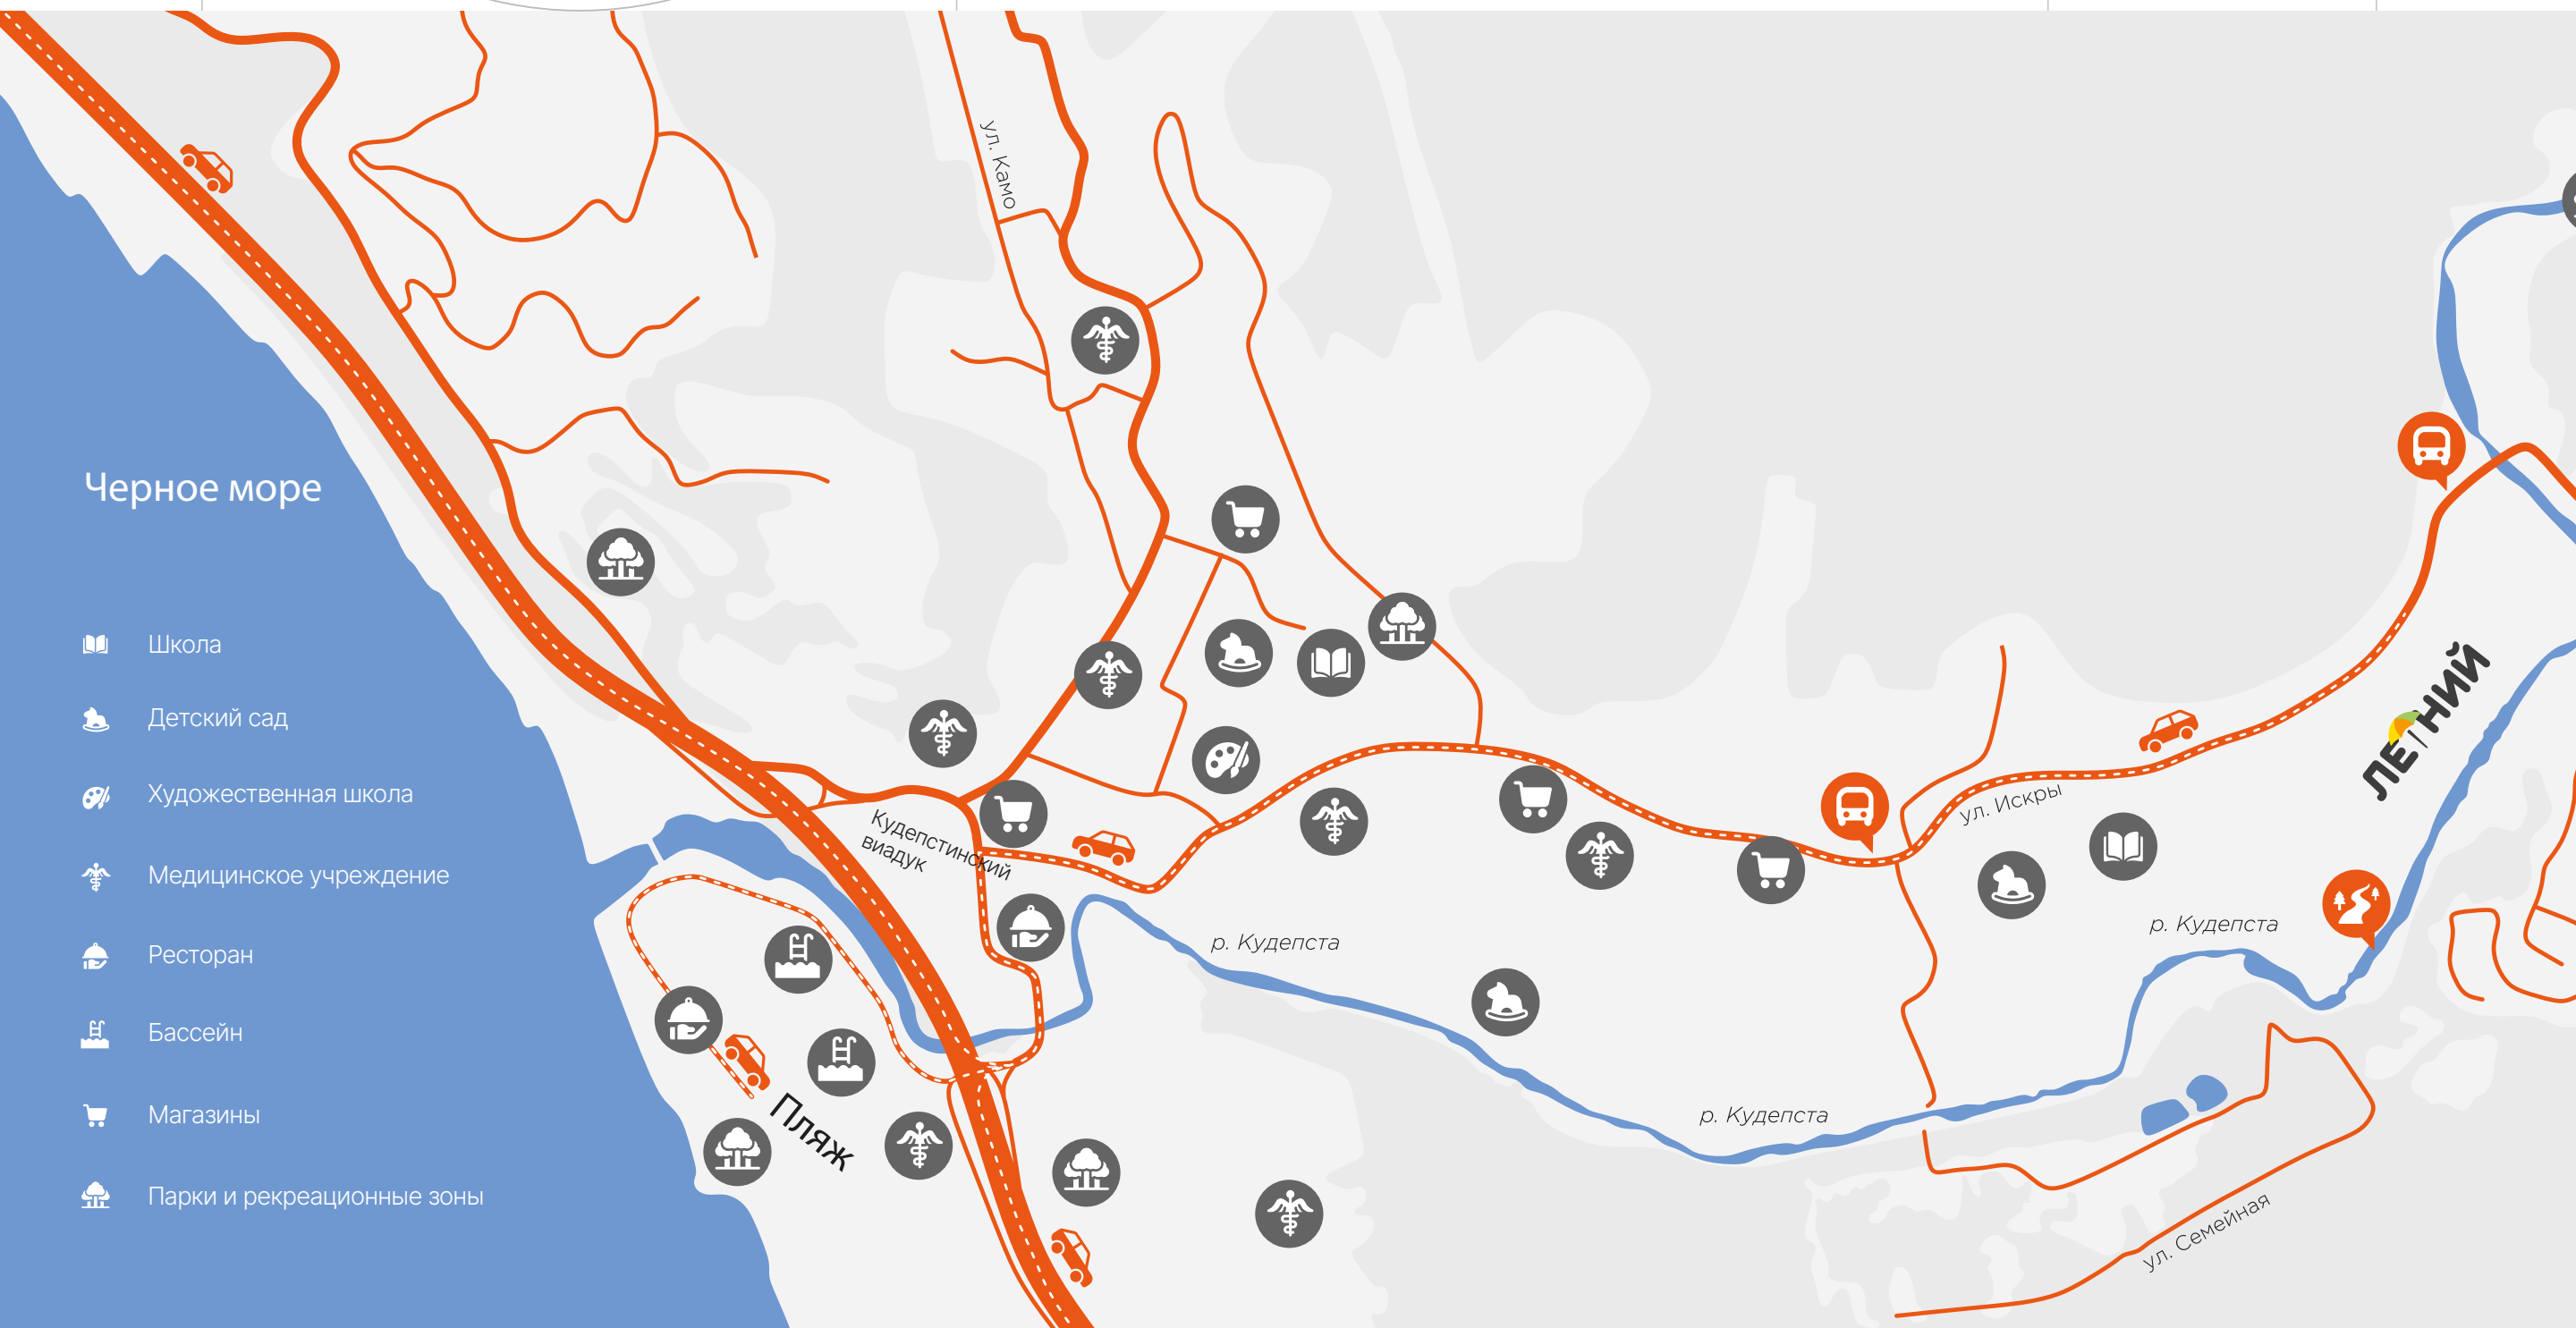 ул. Камо
Черное море
Школа
Детский сад
Художественная школа
Медицинское учреждение
Ресторан
Бассейн
Магазины
Парки и рекреационные зоны
Кудепстинский
виадук
Пляж
р. Кудепста
р. Кудепста
р. Кудепста
ул. Искры
ЛЕТНИЙ
ул. Семейная